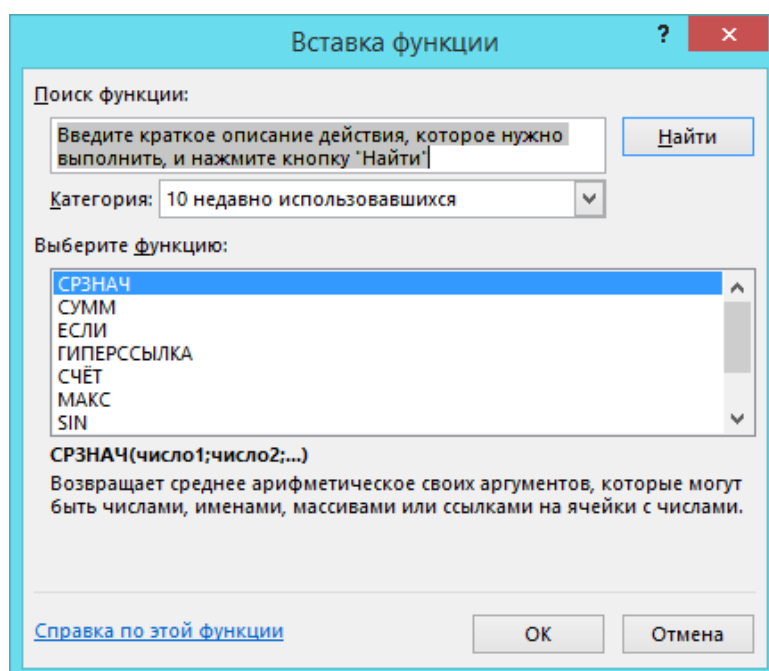 Вставка функции
?
×
Поиск функции:
Введите краткое описание действия, которое нужно
выполнить, и нажмите кнопку "Найти"
Найти
Категория: 10 недавно использовавшихся
Выберите функцию:
СРЗНАЧ
СУММ
ЕСЛИ
ГИПЕРССЫЛКА
СЧЁТ
МАКС
SIN
СРЗНАЧ(число1;число2;...)
Возвращает среднее арифметическое своих аргументов, которые могут
быть числами, именами, массивами или ссылками на ячейки с числами.
Справка по этой функции
ОК
Отмена